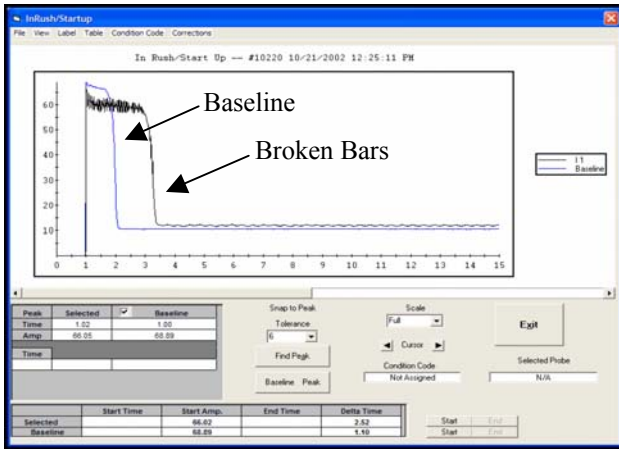 InRush/Startup
File View Label Table Condition Code Corrections
In Rush/Start Up -- #10220 10/21/2002 12:25:11 PM
60
50
40
30
20
10
0 1 2 3 4 5 6 7 8 9 10 11 12 13 14 15
Baseline
Broken Bars
I 1
Baseline
Peak Selected Baseline
Time 1.02 1.00
Amp 66.05 68.89
Time
Snap to Peak
Tolerance
6
Find Peak
Baseline Peak
Scale
Full
Cursor
Condition Code
Not Assigned
Exit
Selected Probe
N/A
Start Time Start Amp. End Time Delta Time
Selected 66.02 2.52
Baseline 68.89 1.10
Start End
Start End